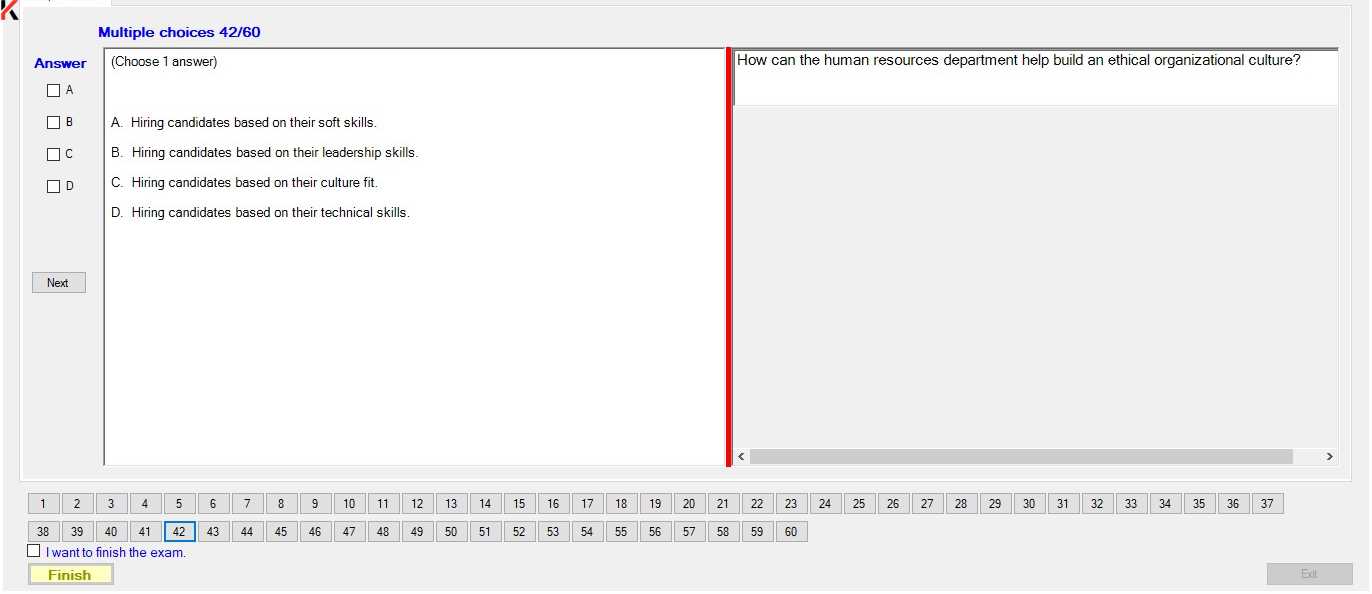 Multiple choices 42/60
Answer
A
B
C
D
Next
(Choose 1 answer)
A. Hiring candidates based on their soft skills.
B. Hiring candidates based on their leadership skills.
C. Hiring candidates based on their culture fit.
D. Hiring candidates based on their technical skills.
How can the human resources department help build an ethical organizational culture?
1 2 3 4 5 6 7 8 9 10 11 12 13 14 15 16 17 18 19 20 21 22 23 24 25 26 27 28 29 30 31 32 33 34 35 36 37
38 39 40 41 42 43 44 45 46 47 48 49 50 51 52 53 54 55 56 57 58 59 60
I want to finish the exam.
Finish
Exit